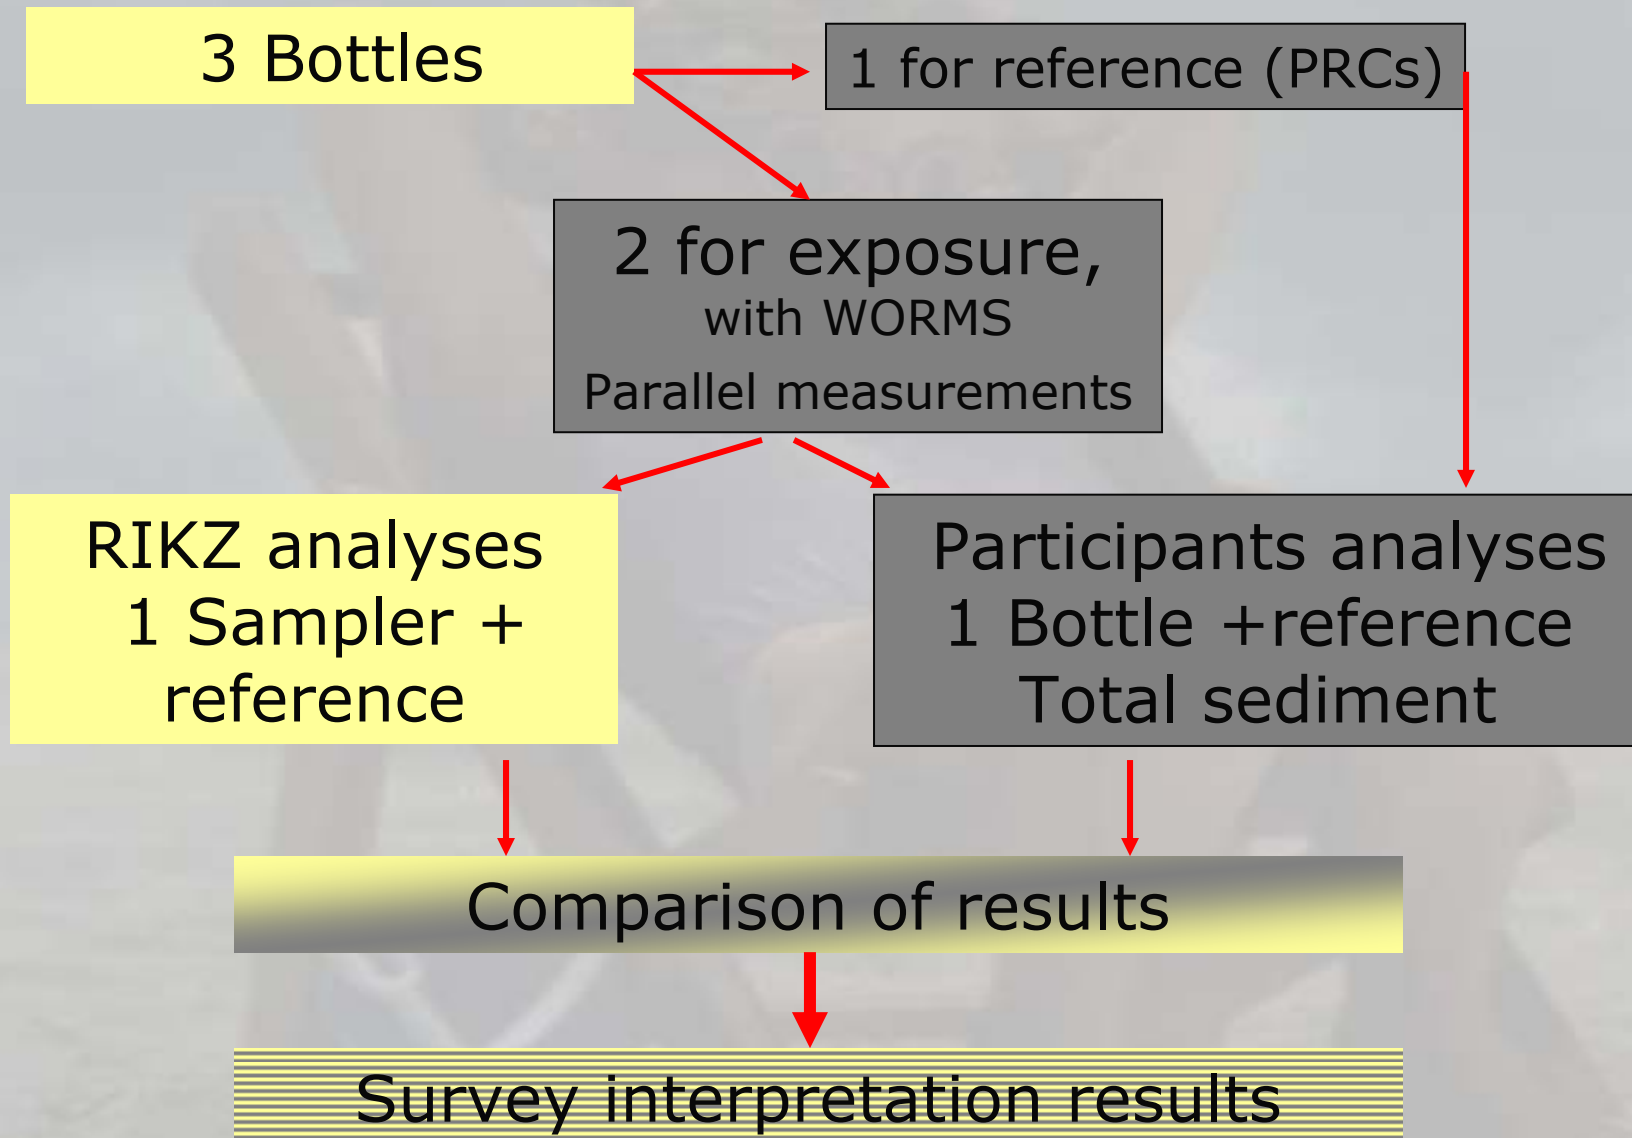 3 Bottles
1 for reference (PRCs)
2 for exposure,
with WORMS
Parallel measurements
RIKZ analyses
1 Sampler +
reference
Participants analyses
1 Bottle +reference
Total sediment
Comparison of results
Survey interpretation results